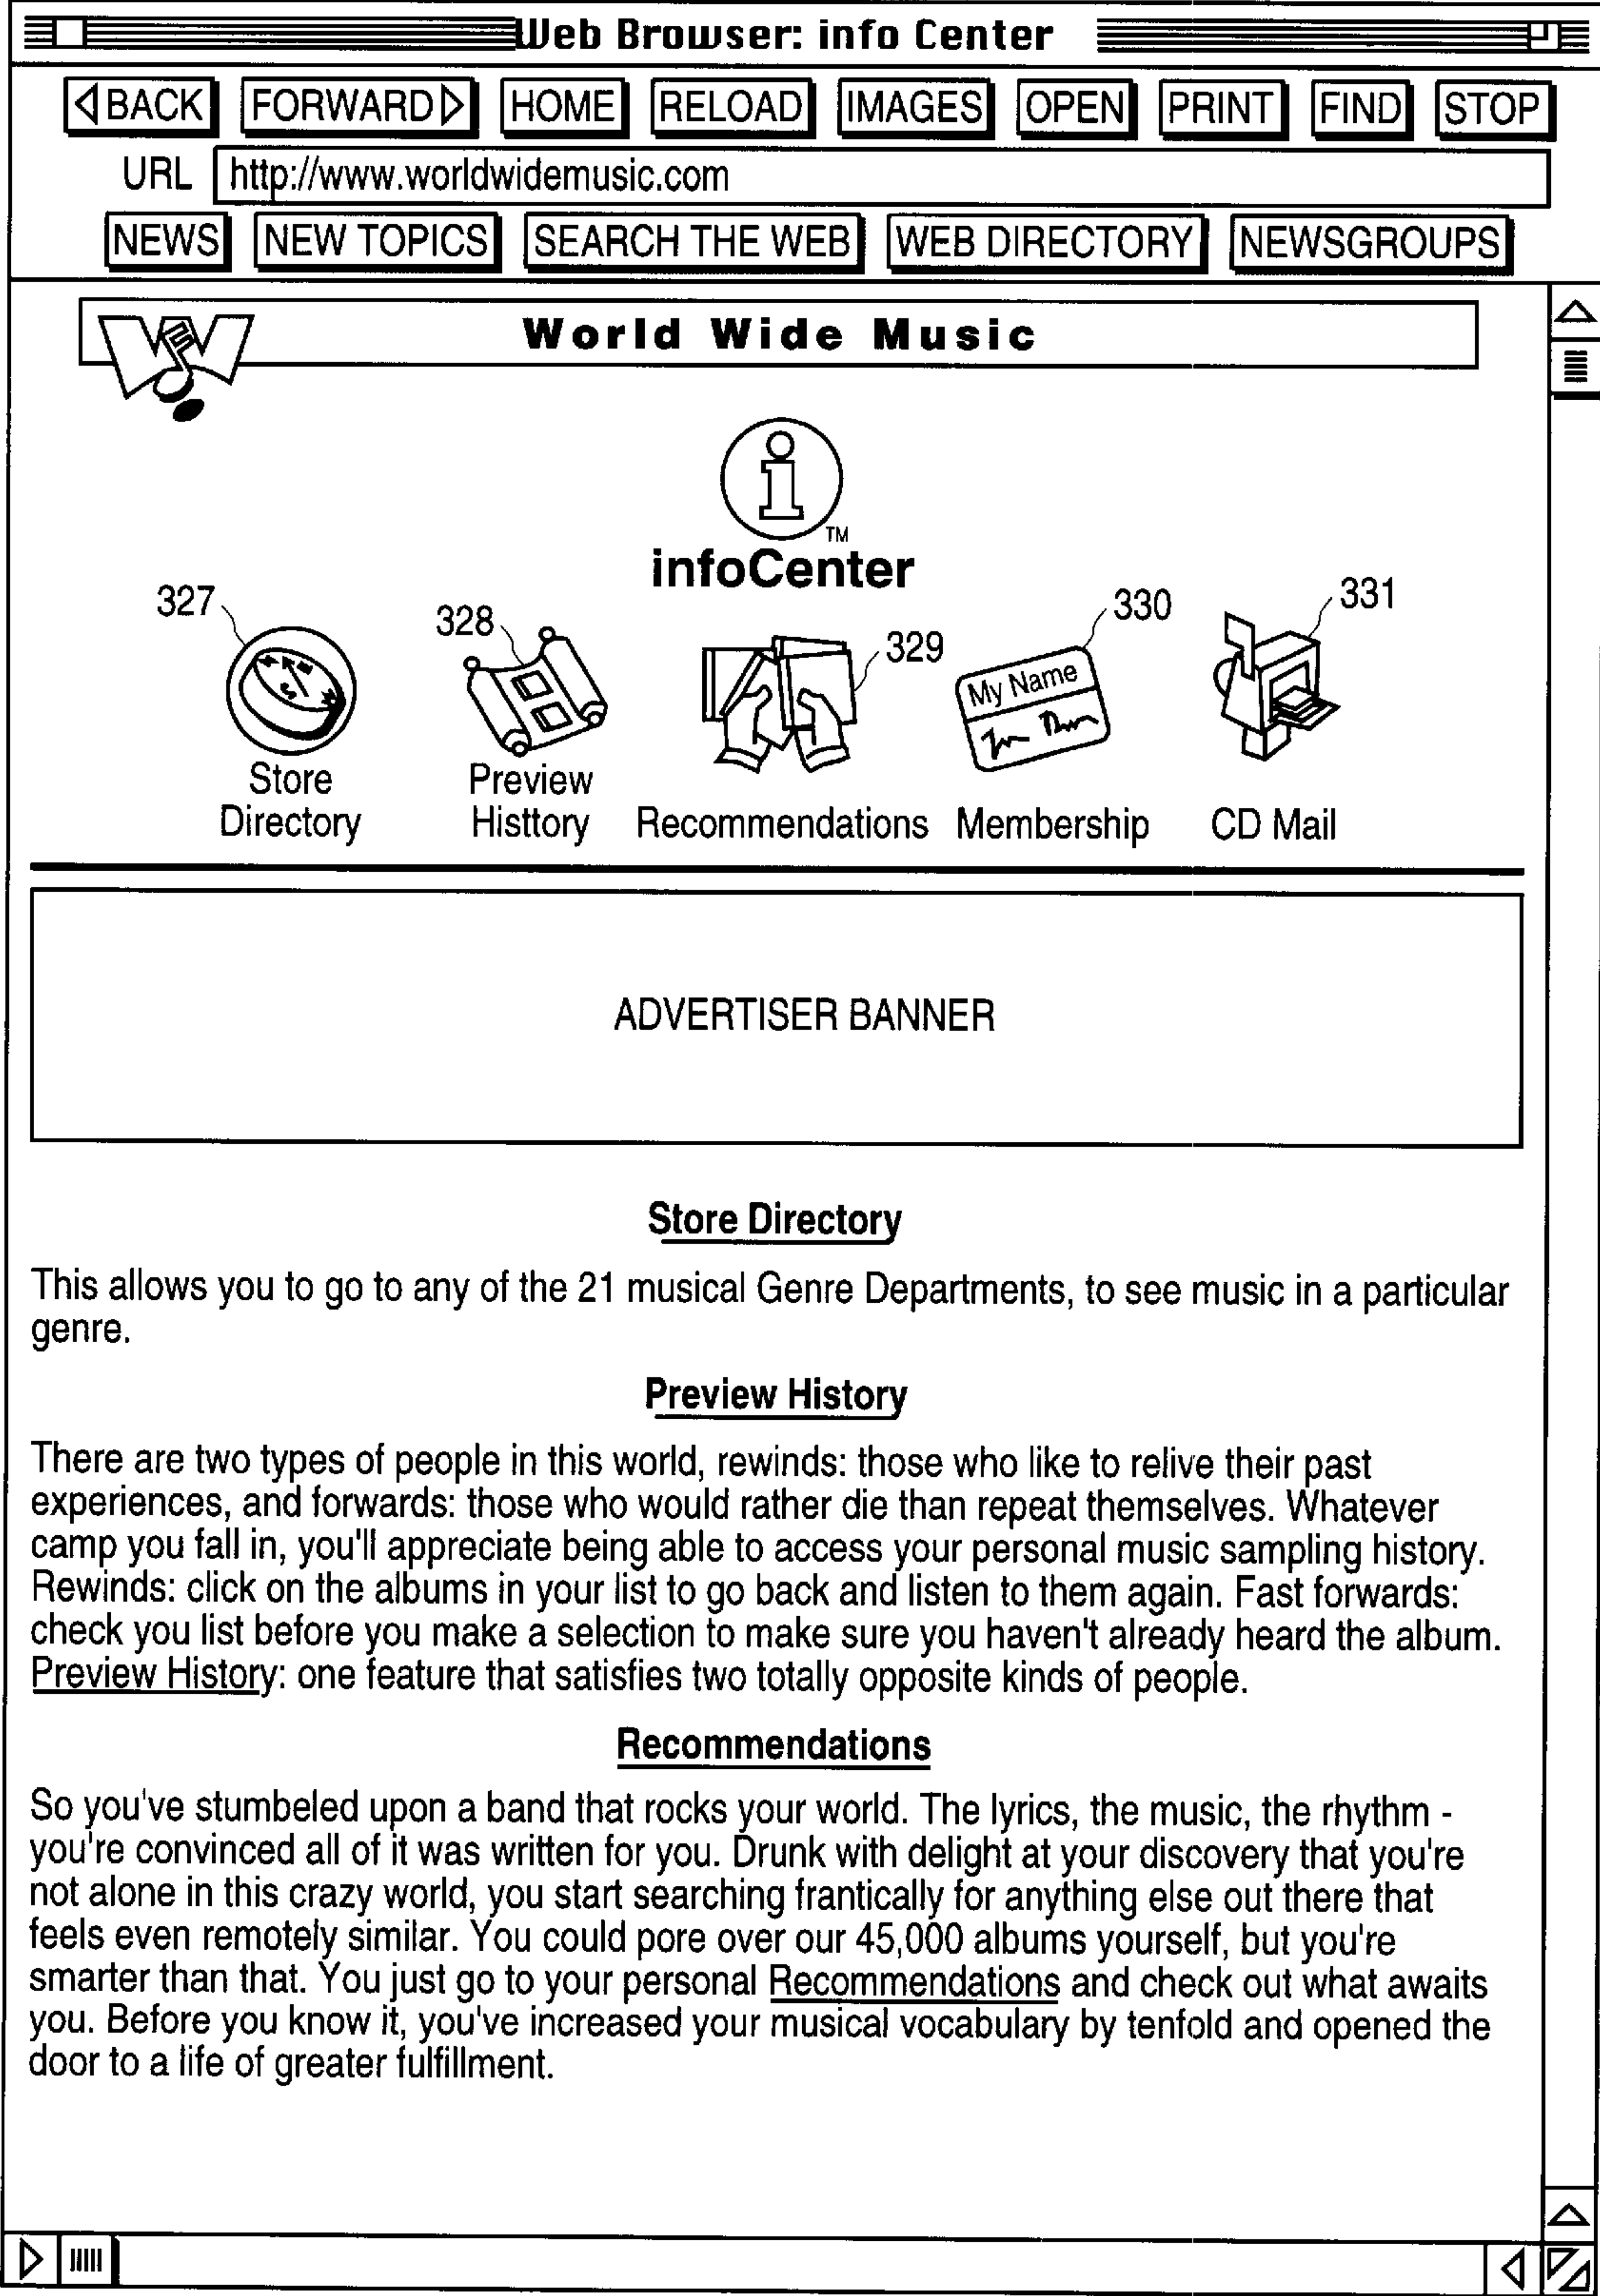 Web Browser: info Center
BACK FORWARD HOME RELOAD IMAGES OPEN PRINT FIND STOP
URL http://www.worldwidemusic.com
NEWS NEW TOPICS SEARCH THE WEB WEB DIRECTORY NEWSGROUPS
World Wide Music
i
TM
infoCenter
327 328 329 330 331
My Name
Store Directory
Preview Histtory
Recommendations
Membership
CD Mail
ADVERTISER BANNER
Store Directory
This allows you to go to any of the 21 musical Genre Departments, to see music in a particular
genre.
Preview History
There are two types of people in this world, rewinds: those who like to relive their past
experiences, and forwards: those who would rather die than repeat themselves. Whatever
camp you fall in, you'll appreciate being able to access your personal music sampling history.
Rewinds: click on the albums in your list to go back and listen to them again. Fast forwards:
check you list before you make a selection to make sure you haven't already heard the album.
Preview History: one feature that satisfies two totally opposite kinds of people.
Recommendations
So you've stumbeled upon a band that rocks your world. The lyrics, the music, the rhythm -
you're convinced all of it was written for you. Drunk with delight at your discovery that you're
not alone in this crazy world, you start searching frantically for anything else out there that
feels even remotely similar. You could pore over our 45,000 albums yourself, but you're
smarter than that. You just go to your personal Recommendations and check out what awaits
you. Before you know it, you've increased your musical vocabulary by tenfold and opened the
door to a life of greater fulfillment.